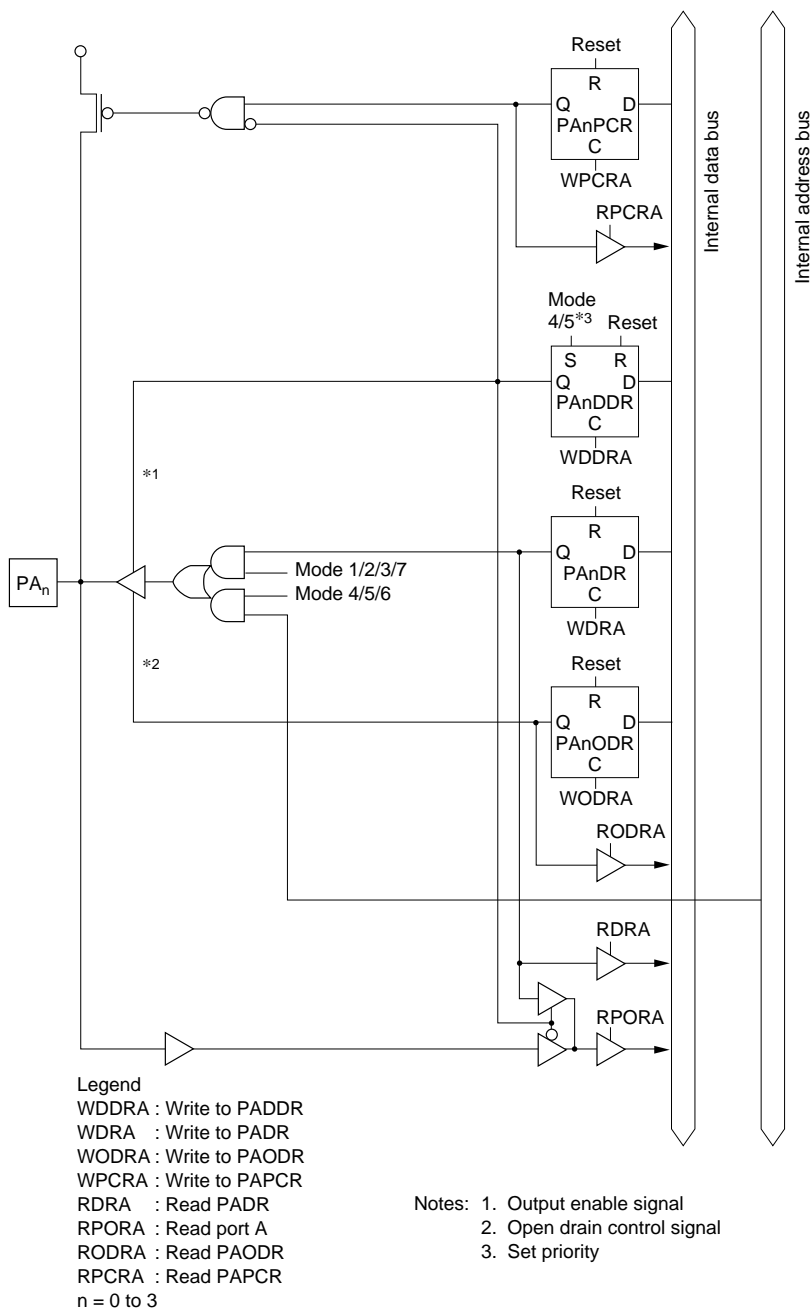 Reset
R
Q D
PAnPCR
C
WPCRA
RPCRA
Internal data bus
Internal address bus
Mode
4/5*3 Reset
S R
Q D
PAnDDR
C
WDDRA
*1
Reset
R
Q D
PAnDR
C
WDRA
Mode 1/2/3/7
Mode 4/5/6
PAn
*2
Reset
R
Q D
PAnODR
C
WODRA
RODRA
RDRA
RPORA
Legend
WDDRA : Write to PADDR
WDRA : Write to PADR
WODRA : Write to PAODR
WPCRA : Write to PAPCR
RDRA : Read PADR
RPORA : Read port A
RODRA : Read PAODR
RPCRA : Read PAPCR
n = 0 to 3
Notes: 1. Output enable signal
2. Open drain control signal
3. Set priority